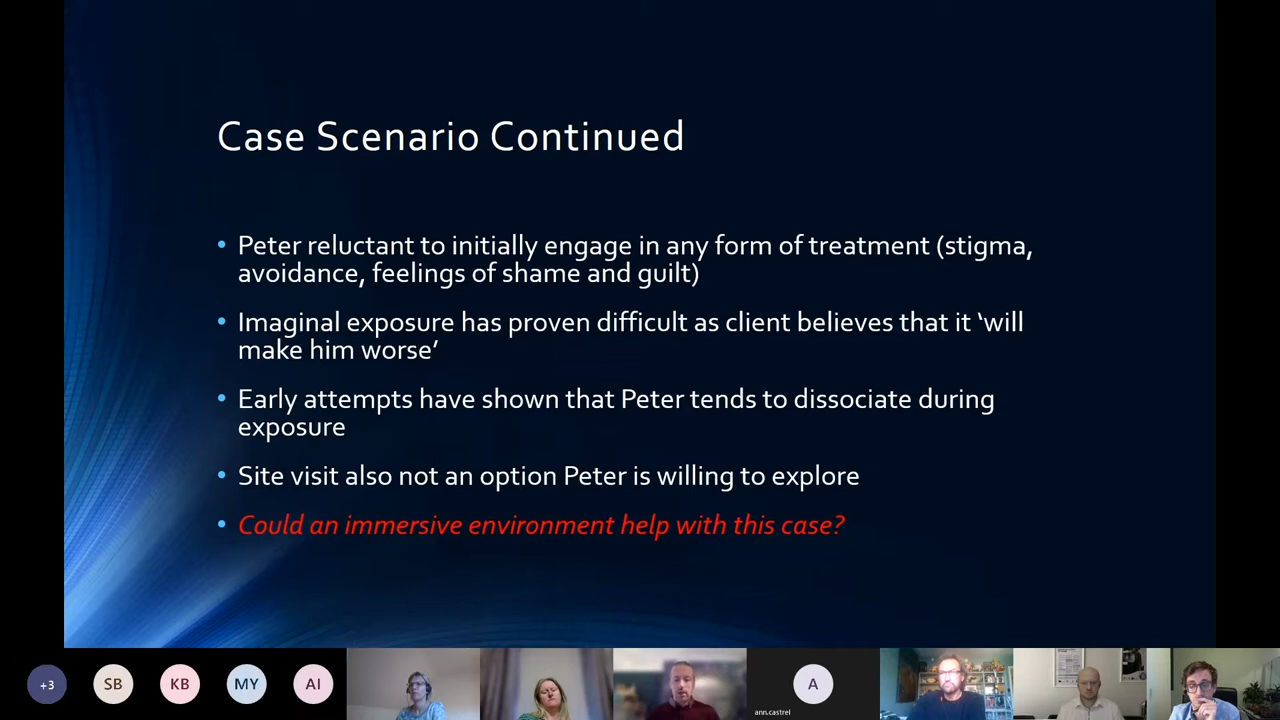 Case Scenario Continued
• Peter reluctant to initially engage in any form of treatment (stigma,
avoidance, feelings of shame and guilt)
• Imaginal exposure has proven difficult as client believes that it ‘will
make him worse’
• Early attempts have shown that Peter tends to dissociate during
exposure
• Site visit also not an option Peter is willing to explore
• Could an immersive environment help with this case?
+3
SB
KB
MY
AI
A
ann.castrel